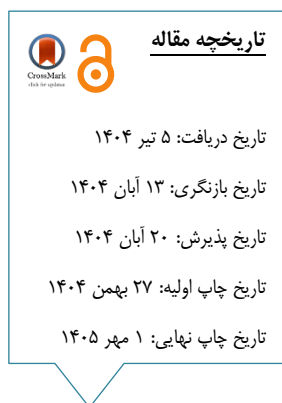 تاریخچه مقاله
CrossMark
click for updates
تاریخ دریافت: ۵ تیر ۱۴۰۴
تاریخ بازنگری: ۱۳ آبان ۱۴۰۴
تاریخ پذیرش: ۲۰ آبان ۱۴۰۴
تاریخ چاپ اولیه: ۲۷ بهمن ۱۴۰۴
تاریخ چاپ نهایی: ۱ مهر ۱۴۰۵